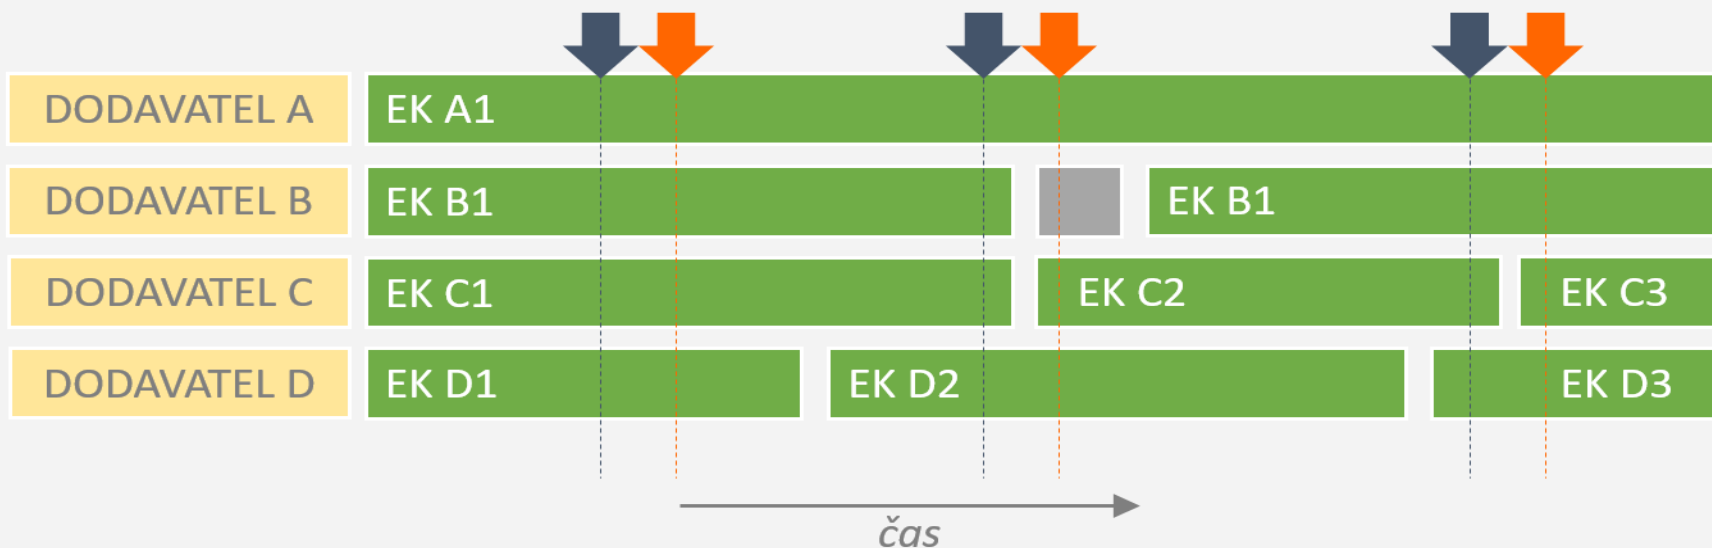 DODAVATEL A EK A1
DODAVATEL B EK B1 EK B1
DODAVATEL C EK C1 EK C2 EK C3
DODAVATEL D EK D1 EK D2 EK D3
čas